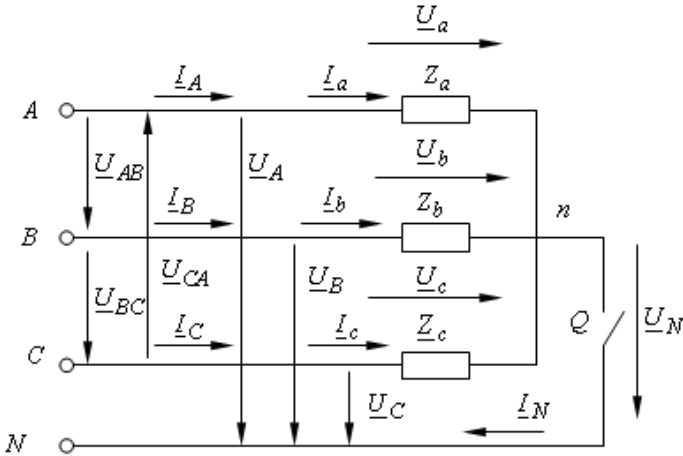 U_a
I_A I_a Z_a
A
U_AB U_A U_b
I_B I_b Z_b
B n
U_BC U_CA U_B U_c
I_C I_c Z_c Q U_N
C
U_C I_N
N